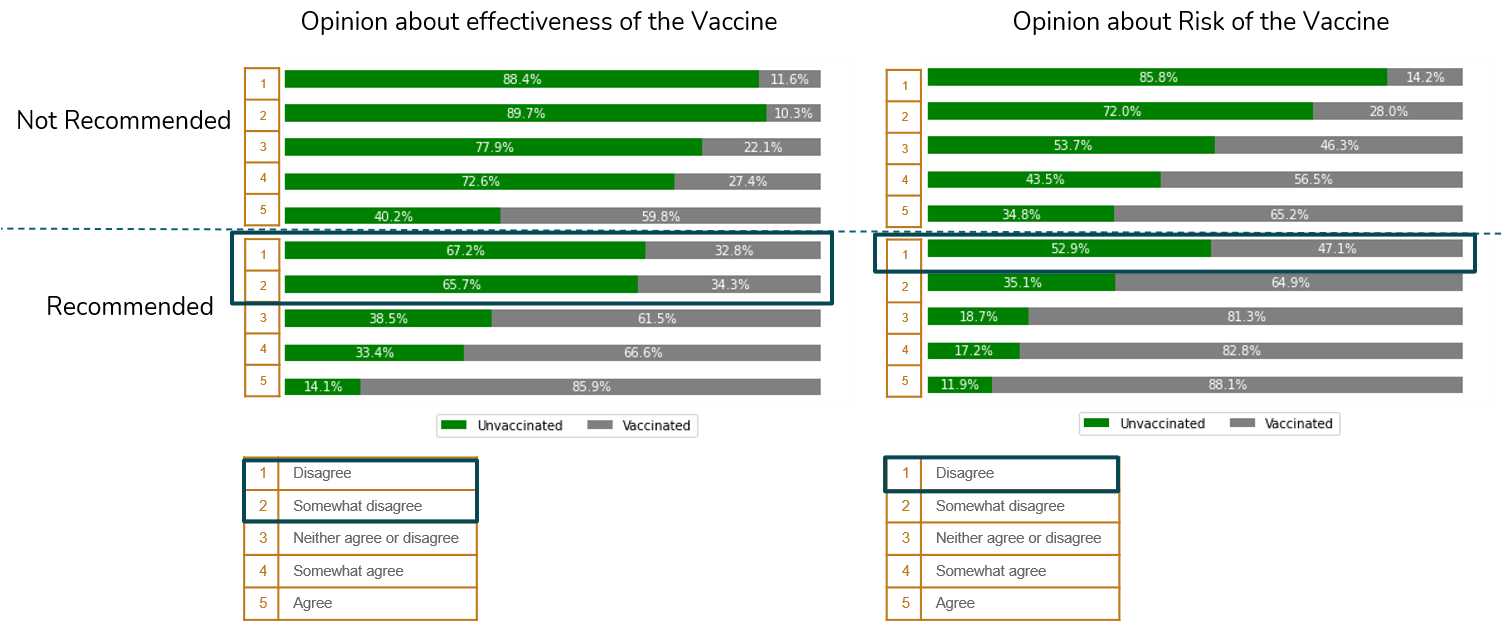 Opinion about effectiveness of the Vaccine
Opinion about Risk of the Vaccine
Not Recommended
1 88.4% 11.6%
2 89.7% 10.3%
3 77.9% 22.1%
4 72.6% 27.4%
5 40.2% 59.8%
1 85.8% 14.2%
2 72.0% 28.0%
3 53.7% 46.3%
4 43.5% 56.5%
5 34.8% 65.2%
Recommended
1 67.2% 32.8%
2 65.7% 34.3%
3 38.5% 61.5%
4 33.4% 66.6%
5 14.1% 85.9%
1 52.9% 47.1%
2 35.1% 64.9%
3 18.7% 81.3%
4 17.2% 82.8%
5 11.9% 88.1%
Unvaccinated Vaccinated
Unvaccinated Vaccinated
1 Disagree
2 Somewhat disagree
3 Neither agree or disagree
4 Somewhat agree
5 Agree
1 Disagree
2 Somewhat disagree
3 Neither agree or disagree
4 Somewhat agree
5 Agree